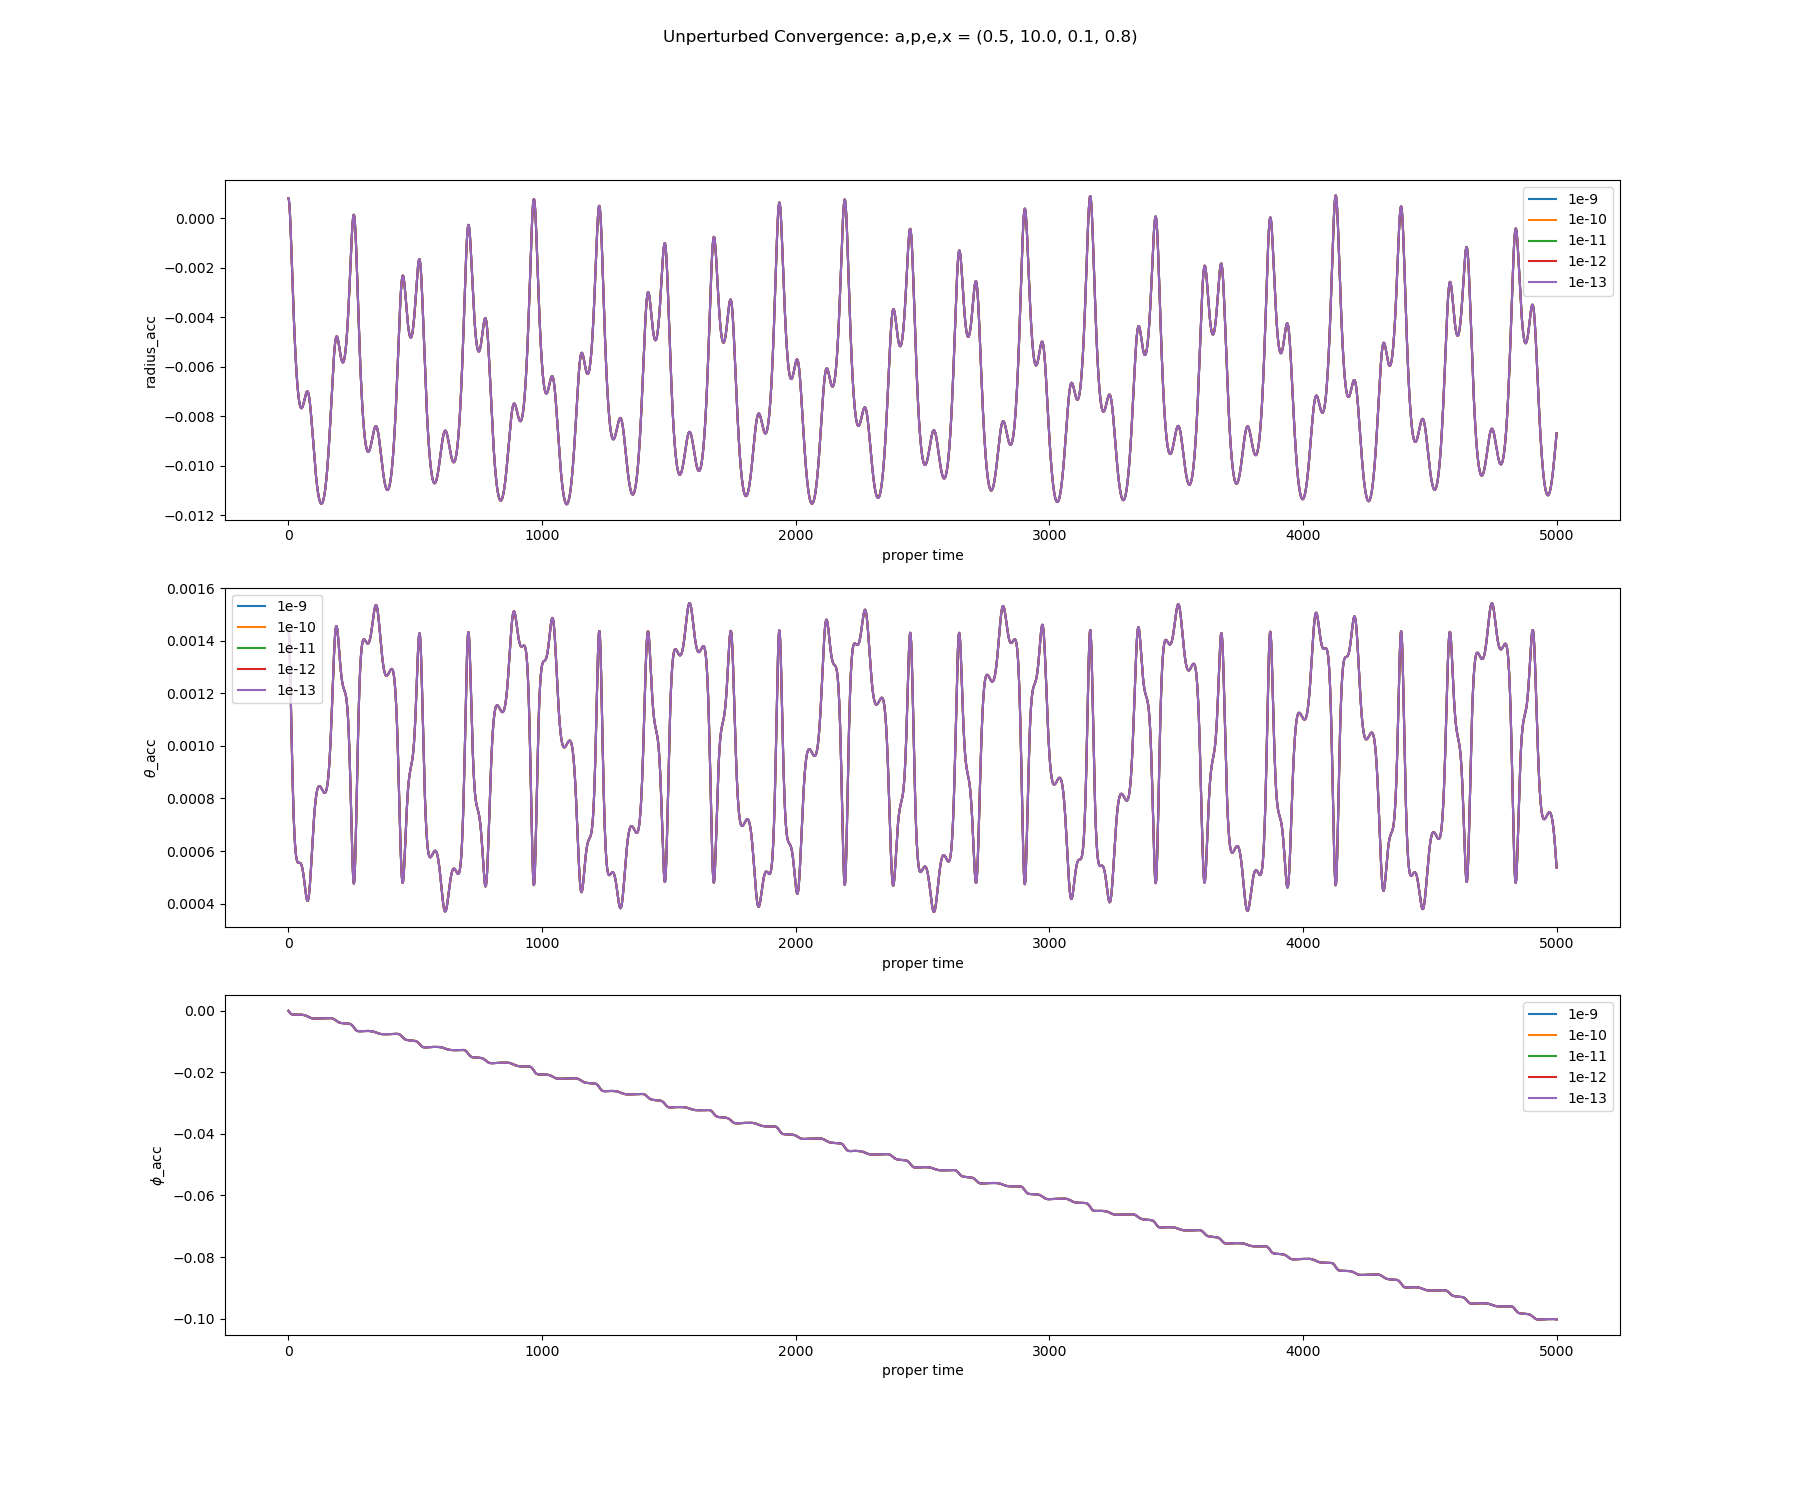 Unperturbed Convergence: a,p,e,x = (0.5, 10.0, 0.1, 0.8)
0.000
−0.002
−0.004
−0.006
−0.008
−0.010
−0.012
radius_acc
1e-9
1e-10
1e-11
1e-12
1e-13
0 1000 2000 3000 4000 5000
proper time
0.0016
0.0014
0.0012
0.0010
0.0008
0.0006
0.0004
θ_acc
1e-9
1e-10
1e-11
1e-12
1e-13
0 1000 2000 3000 4000 5000
proper time
0.00
−0.02
−0.04
−0.06
−0.08
−0.10
ϕ_acc
1e-9
1e-10
1e-11
1e-12
1e-13
0 1000 2000 3000 4000 5000
proper time